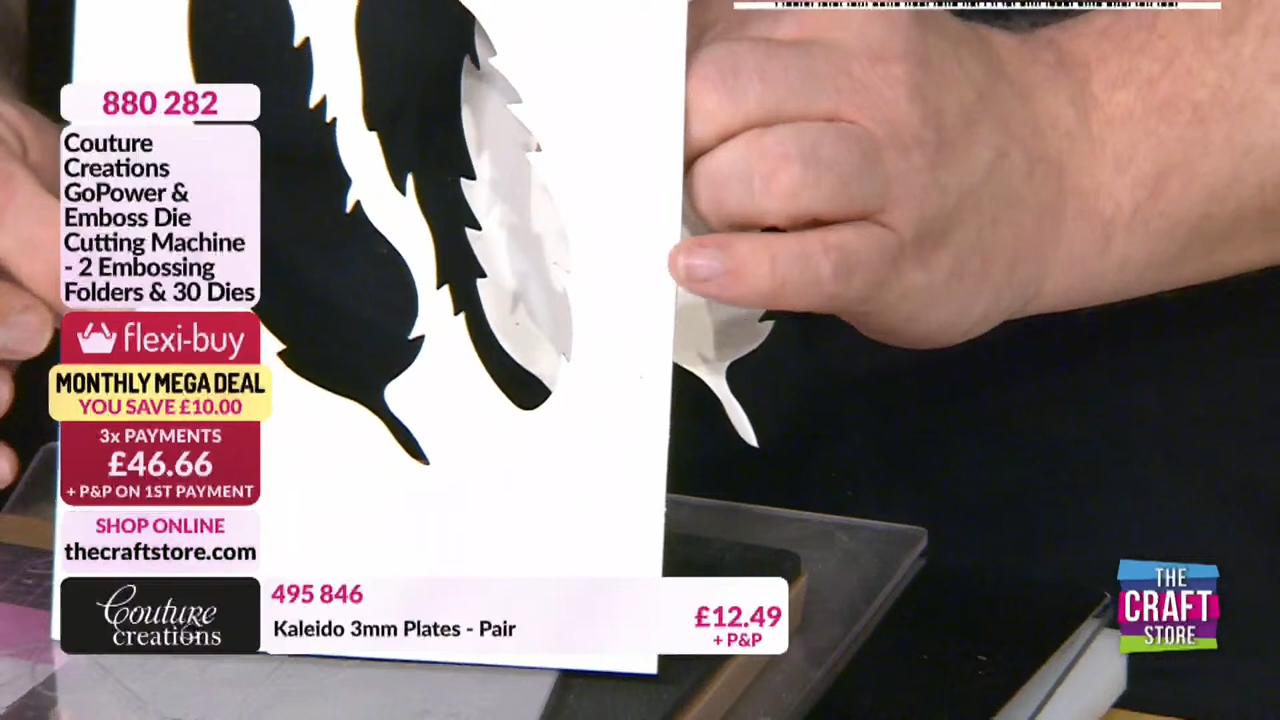 880 282
Couture
Creations
GoPower &
Emboss Die
Cutting Machine
- 2 Embossing
Folders & 30 Dies
flexi-buy
MONTHLY MEGA DEAL
YOU SAVE £10.00
3x PAYMENTS
£46.66
+ P&P ON 1ST PAYMENT
SHOP ONLINE
thecraftstore.com
Couture
creations
495 846
Kaleido 3mm Plates - Pair
£12.49
+ P&P
THE
CRAFT
STORE